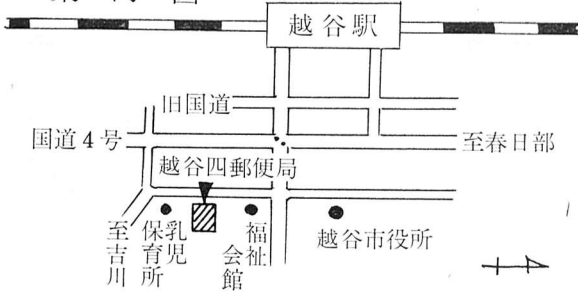 越谷駅
旧国道
国道4号
至春日部
越谷四郵便局
至吉川
乳児
保育所
福祉
会館
越谷市役所